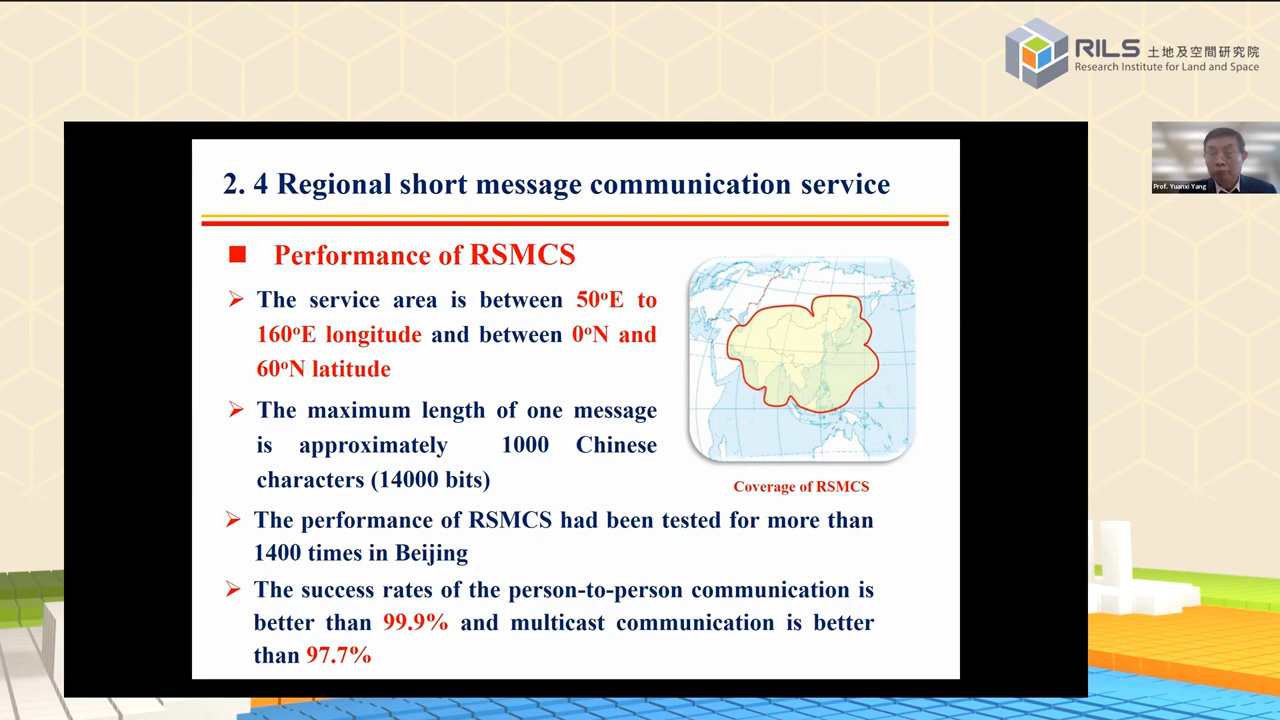 RILS 土地及空間研究院
Research Institute for Land and Space
Prof. Yuanxi Yang
2. 4 Regional short message communication service
■ Performance of RSMCS
➢ The service area is between 50°E to
160°E longitude and between 0°N and
60°N latitude
➢ The maximum length of one message
is approximately 1000 Chinese
characters (14000 bits)
Coverage of RSMCS
➢ The performance of RSMCS had been tested for more than
1400 times in Beijing
➢ The success rates of the person-to-person communication is
better than 99.9% and multicast communication is better
than 97.7%